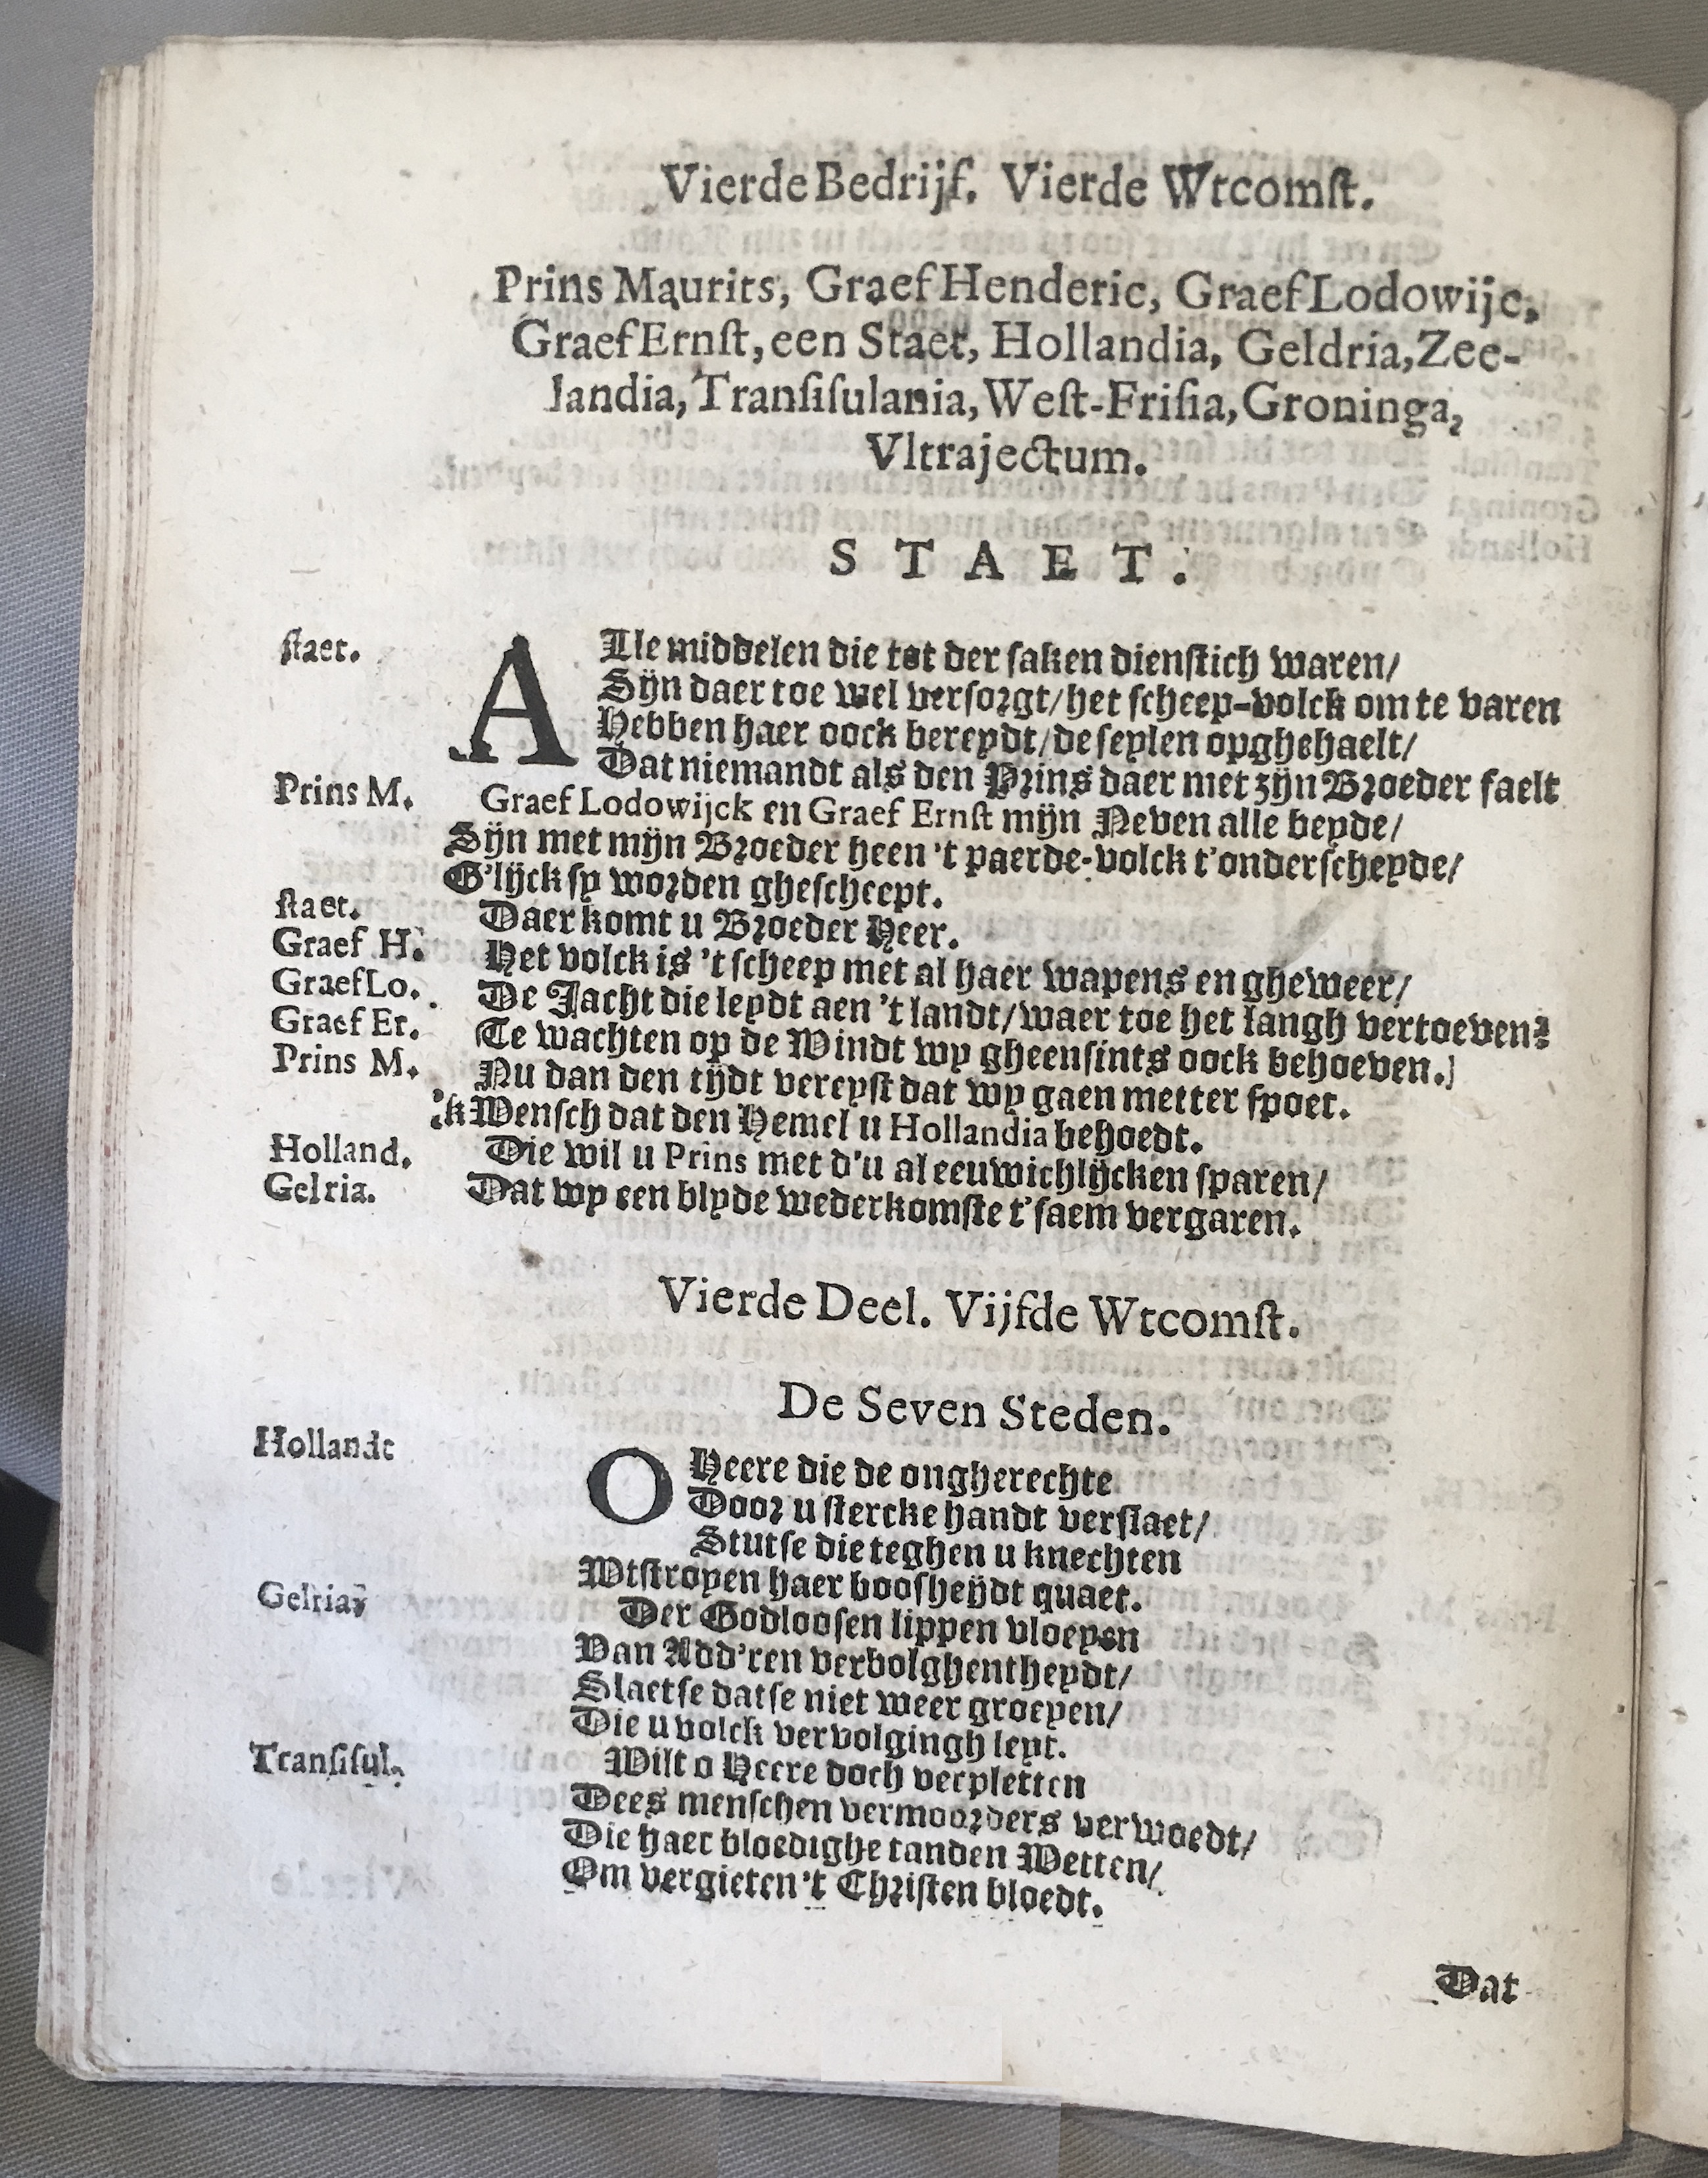 Vierde Bedrijf. Vierde Wtcomst.
Prins Maurits, Graef Henderic, Graef Lodowijc,
Graef Ernst, een Staet, Hollandia, Geldria, Zee-
landia, Transisulania, West-Frisia, Groninga,
Vltrajectum.
STAET.
staet. ALle middelen die tot der saken dienstich waren/
Sijn daer toe wel versorgt/het scheep-volck om te varen
Hebben haer oock bereydt/de seylen opghehaelt/
Dat niemandt als den Prins daer met zijn Broeder faelt
Prins M. Graef Lodowijck en Graef Ernst mijn Neven alle beyde/
Sijn met mijn Broeder heen 't paerde-volck t'onderscheyde/
G'lijck sy worden ghescheept.
staet. Daer komt u Broeder Heer.
Graef H. Het volck is 't scheep met al haer wapens en gheweer/
Graef Lo. De Jacht die leydt aen 't landt/waer toe het langh vertoeven?
Graef Er. Te wachten op de Windt wy gheensints oock behoeven.
Prins M. Nu dan den tijdt vereyst dat wy gaen metter spoet.
'k Wensch dat den Hemel u Hollandia behoedt.
Holland. Die wil u Prins met d'u al eeuwichlijcken sparen/
Gelria. Dat wy een blyde wederkomste t'saem vergaren.
Vierde Deel. Vijfde Wtcomst.
De Seven Steden.
Hollandt O Heere die de ongherechte
Door u stercke handt verslaet/
Stutse die teghen u knechten
Wtstroyen haer boosheijdt quaet.
Gelria Der Godloosen lippen vloeyen
Van Add'ren verbolghentheydt/
Slaetse datse niet weer groeyen/
Die u volck vervolgingh leyt.
Transisul. Wilt o Heere doch verpletten
Dees menschen vermoorders verwoedt/
Die haer bloedighe tanden Wetten/
Om vergieten 't Christen bloedt.
Dat